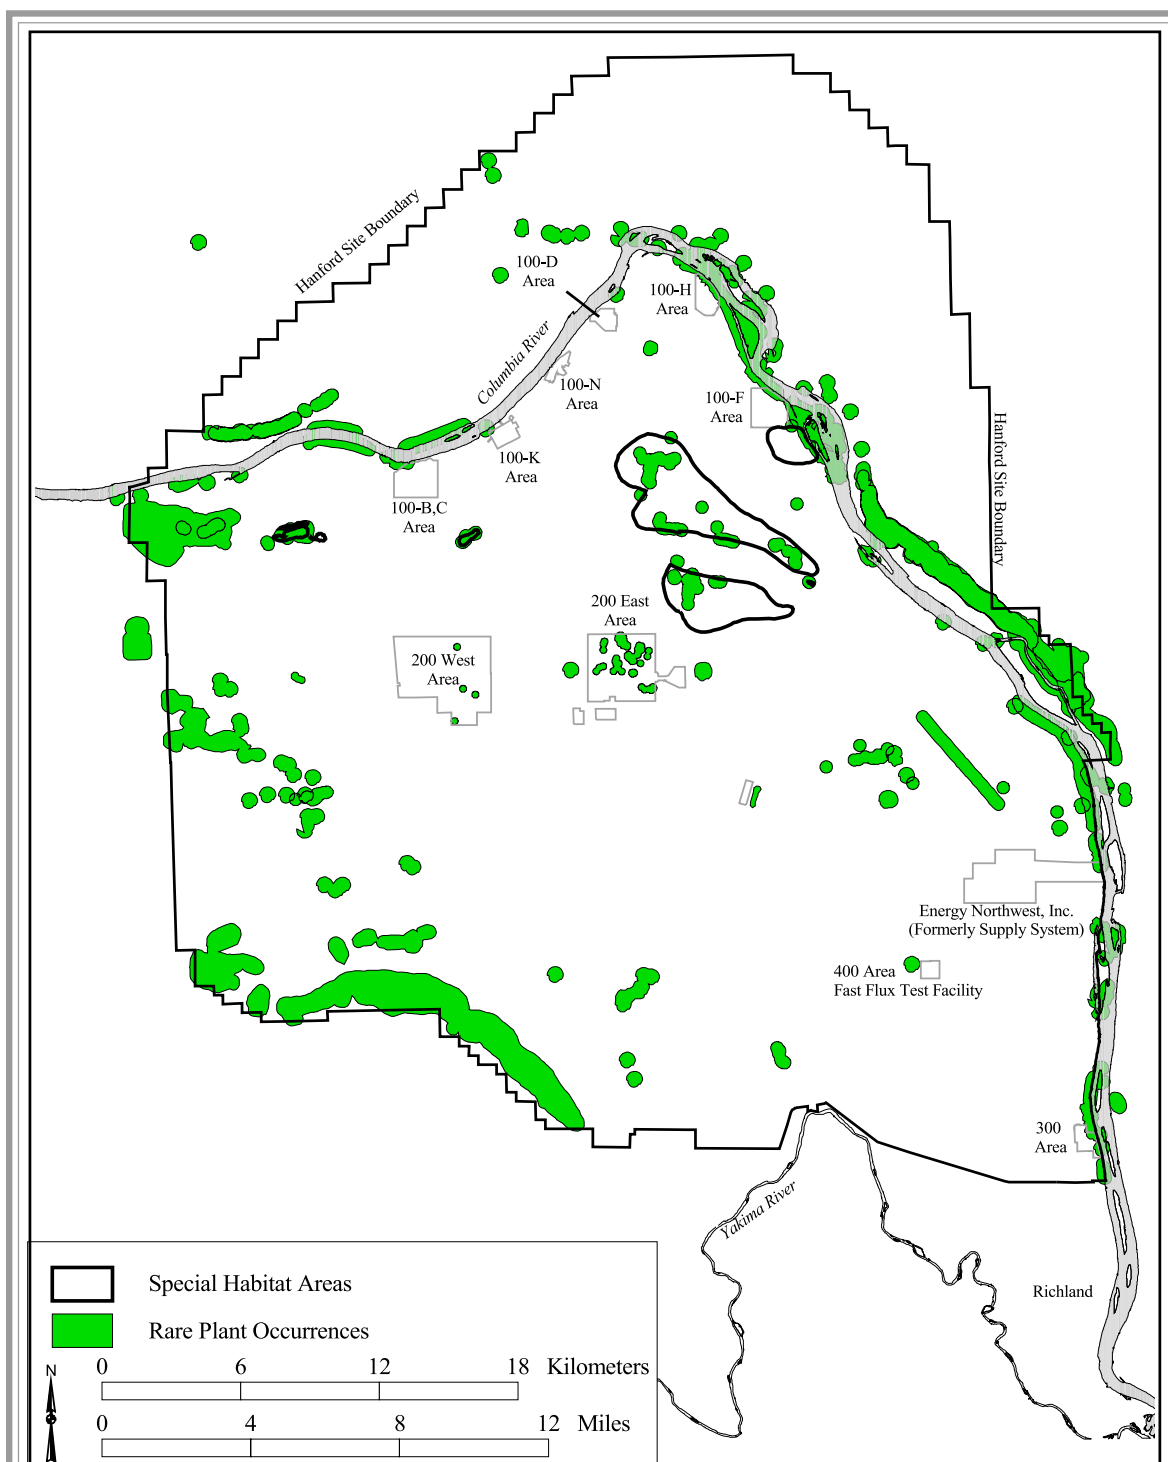 Hanford Site Boundary
100-D
Area
100-H
Area
Columbia River
100-N
Area
100-F
Area
100-K
Area
100-B,C
Area
Hanford Site Boundary
200 East
Area
200 West
Area
Energy Northwest, Inc.
(Formerly Supply System)
400 Area
Fast Flux Test Facility
300
Area
Yakima River
Richland
Special Habitat Areas
Rare Plant Occurrences
N
0 6 12 18 Kilometers
0 4 8 12 Miles